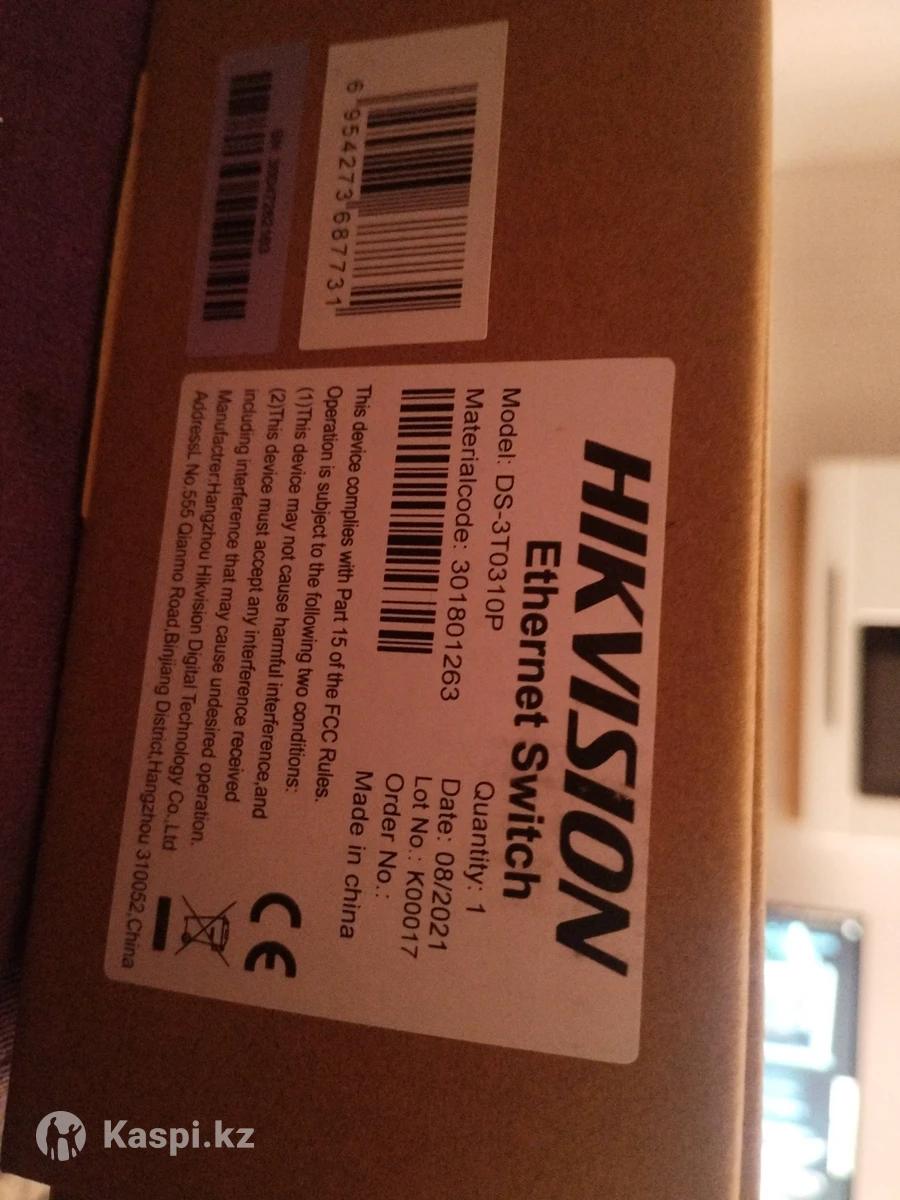 HIKVISION
Ethernet Switch
Model: DS-3T0310P
Quantity: 1
Materialcode: 301801263
Date: 08/2021
Lot No.: K00017
Order No.:
Made in china
This device complies with Part 15 of the FCC Rules.
Operation is subject to the following two conditions:
(1)This device may not cause harmful interference,and
(2)This device must accept any interference received
including interference that may cause undesired operation.
Manufactrer:Hangzhou Hikvision Digital Technology Co.,Ltd
AddressL No.555 Qianmo Road,Binjiang District,Hangzhou 310052,China
CE
6 954273 687731
Kaspi.kz